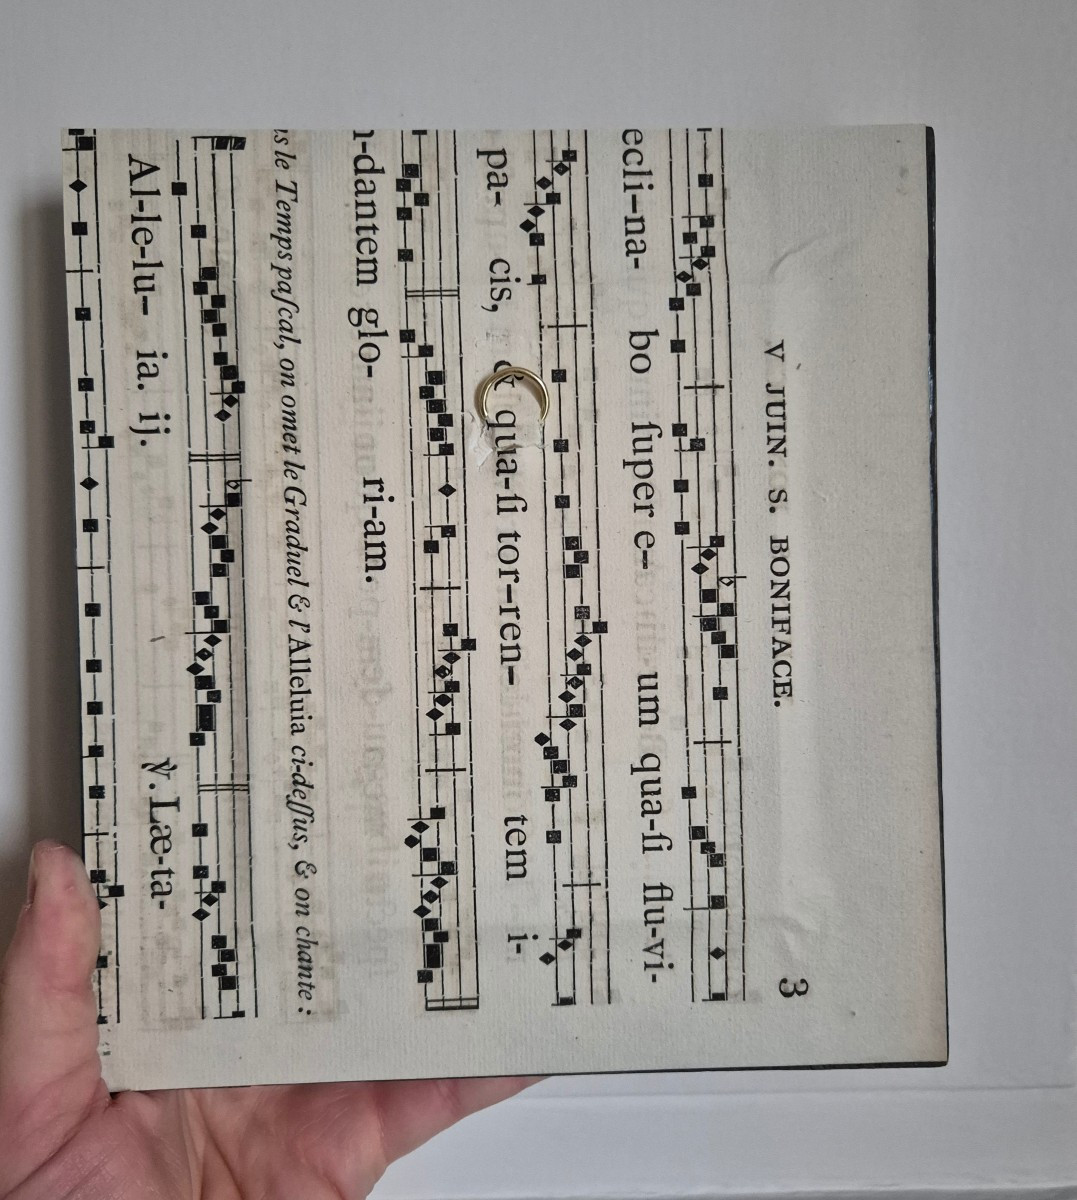 V JUIN. S. BONIFACE. 3
ecli-na- bo ſuper e- um qua-ſi flu-vi-
pa- cis, & qua-ſi tor-ren- tem i-
n-dantem glo- ri-am.
s le Temps paſcal, on omet le Graduel & l'Alleluia ci-deſſus, & on chante :
Al-le-lu- ia. ij. ℣. Læ-ta-